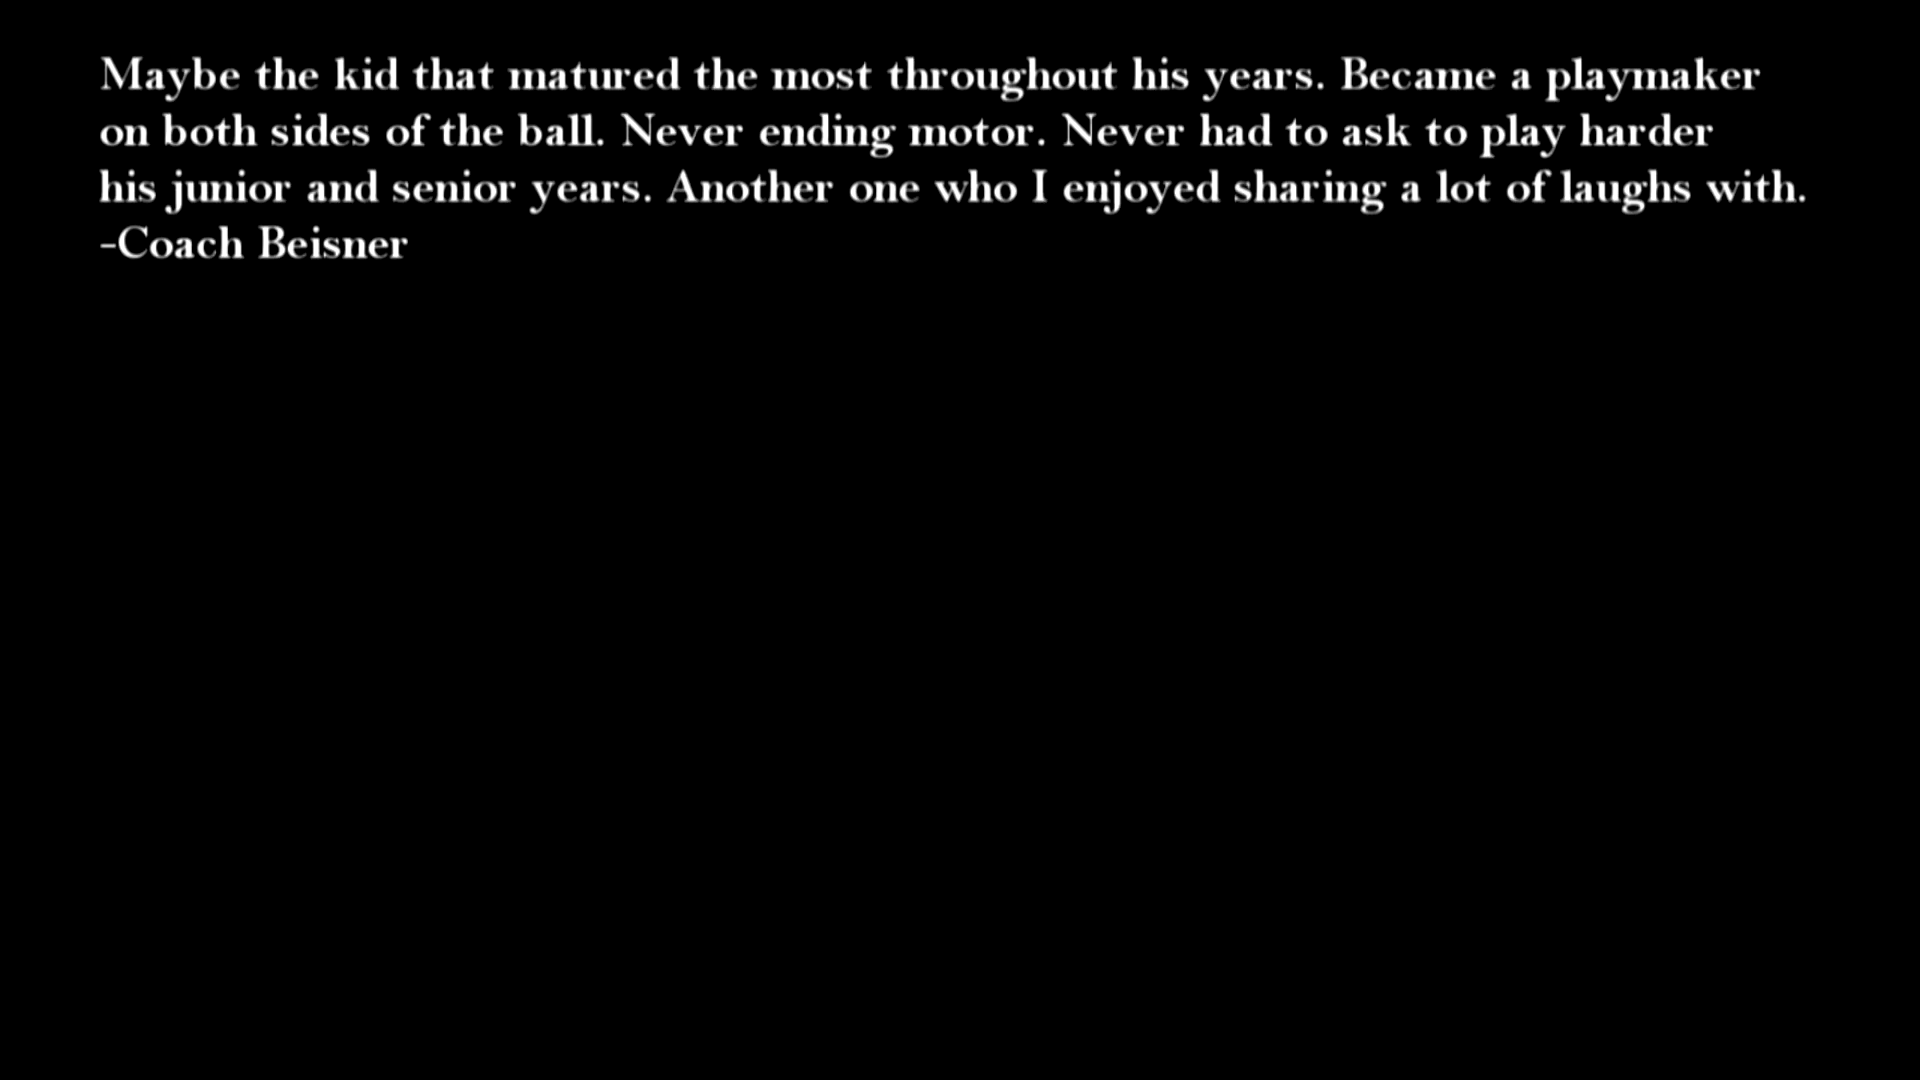 Maybe the kid that matured the most throughout his years. Became a playmaker
on both sides of the ball. Never ending motor. Never had to ask to play harder
his junior and senior years. Another one who I enjoyed sharing a lot of laughs with.
-Coach Beisner